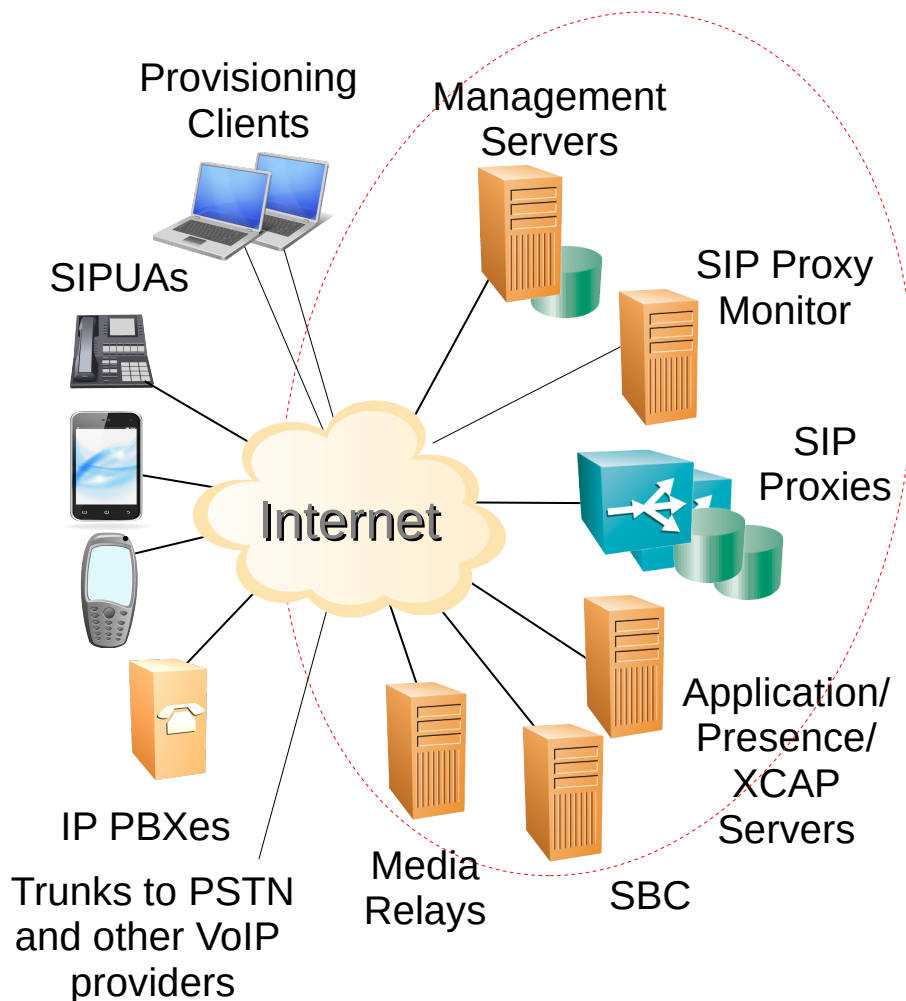 Provisioning
Clients
Management
Servers
SIPUAs
SIP Proxy
Monitor
SIP
Proxies
Internet
Application/
Presence/
XCAP
Servers
IP PBXes
Media
Relays
SBC
Trunks to PSTN
and other VoIP
providers